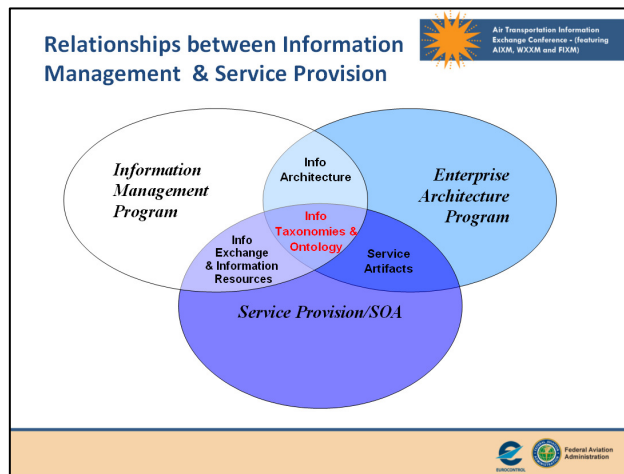 Relationships between Information
Management & Service Provision
Air Transportation Information
Exchange Conference - (featuring
AIXM, WXXM and FIXM)
Information
Management
Program
Info
Architecture
Enterprise
Architecture
Program
Info
Taxonomies &
Ontology
Info
Exchange
& Information
Resources
Service
Artifacts
Service Provision/SOA
EUROCONTROL
Federal Aviation
Administration